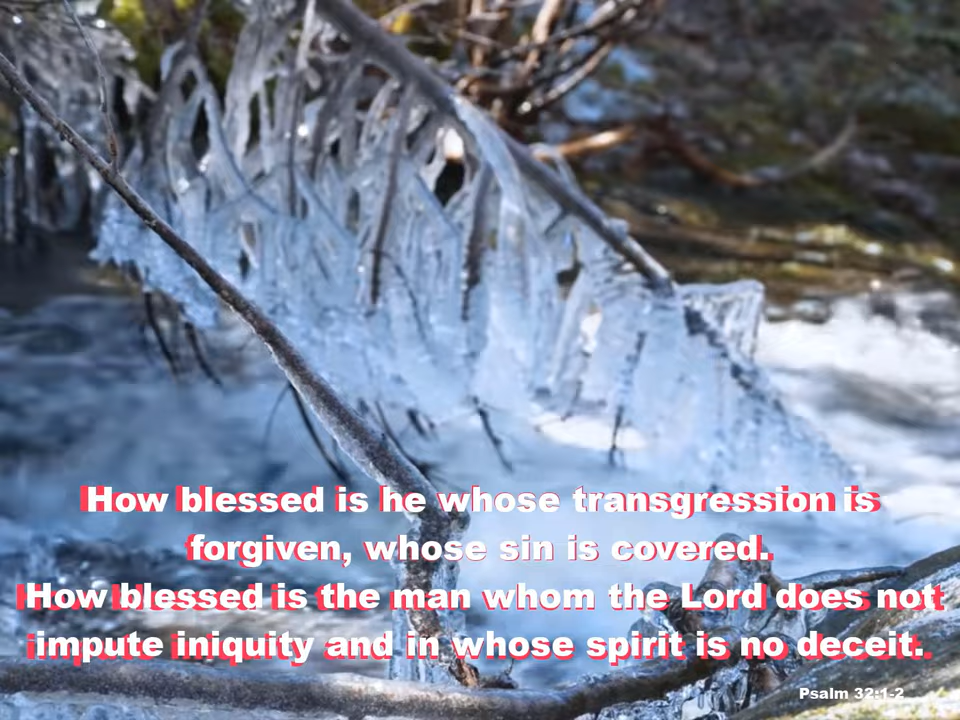 How blessed is he whose transgression is
forgiven, whose sin is covered.
How blessed is the man whom the Lord does not
impute iniquity and in whose spirit is no deceit.
Psalm 32:1-2